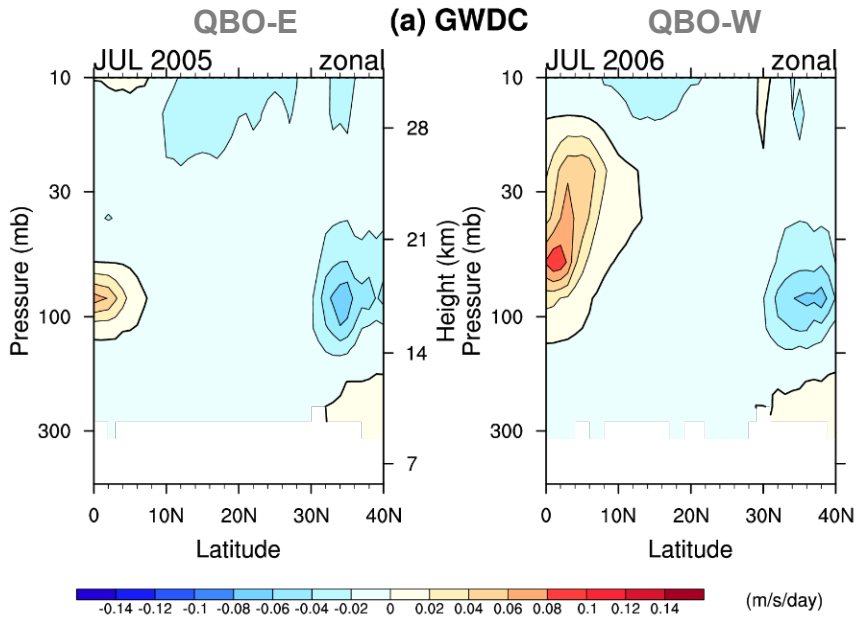 QBO-E (a) GWDC QBO-W
JUL 2005 zonal JUL 2006 zonal
10 28 10
30 21 30
100 14 100
300 7 300
Pressure (mb) Height (km) Pressure (mb)
0 10N 20N 30N 40N 0 10N 20N 30N 40N
Latitude Latitude
-0.14 -0.12 -0.1 -0.08 -0.06 -0.04 -0.02 0 0.02 0.04 0.06 0.08 0.1 0.12 0.14 (m/s/day)